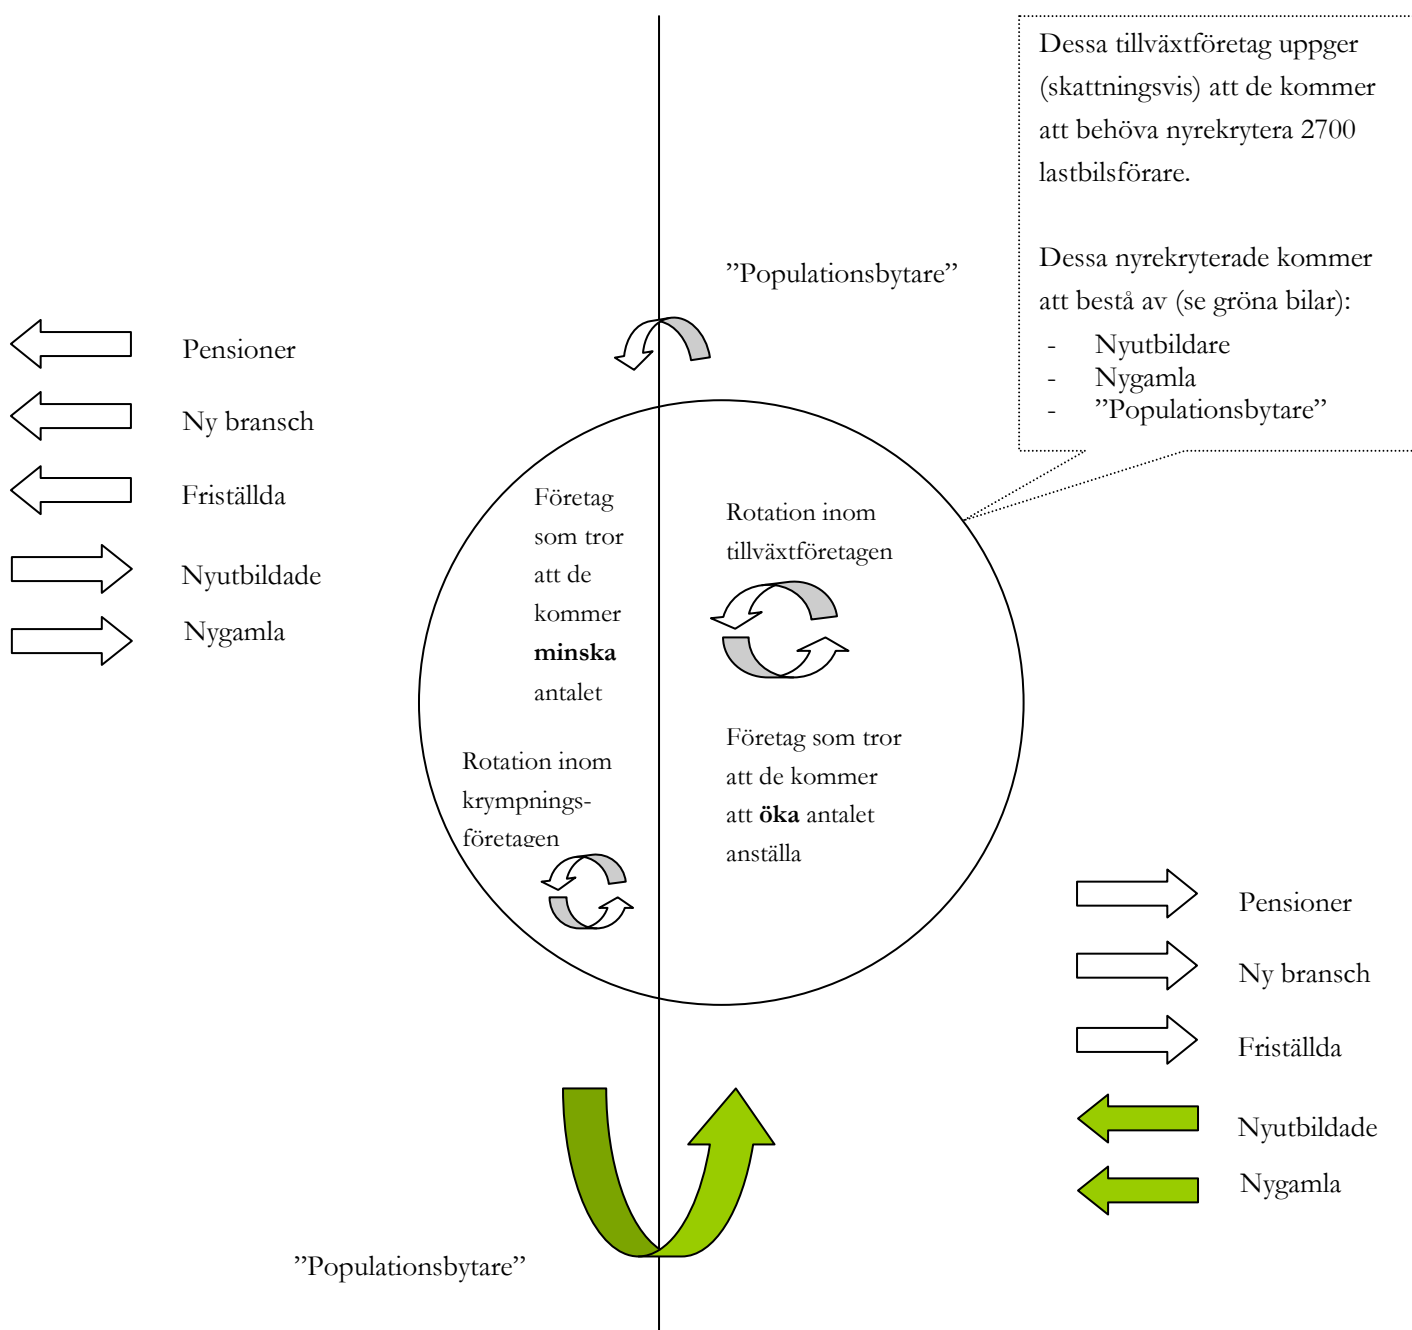 Dessa tillväxtföretag uppger
(skattningsvis) att de kommer
att behöva nyrekrytera 2700
lastbilsförare.
Dessa nyrekryterade kommer
att bestå av (se gröna bilar):
- Nyutbildare
- Nygamla
- ”Populationsbytare”
”Populationsbytare”
Pensioner
Ny bransch
Friställda
Nyutbildade
Nygamla
Företag
som tror
att de
kommer
minska
antalet
Rotation inom
tillväxtföretagen
Rotation inom
krympnings-
företagen
Företag som tror
att de kommer
att öka antalet
anställa
Pensioner
Ny bransch
Friställda
Nyutbildade
Nygamla
”Populationsbytare”